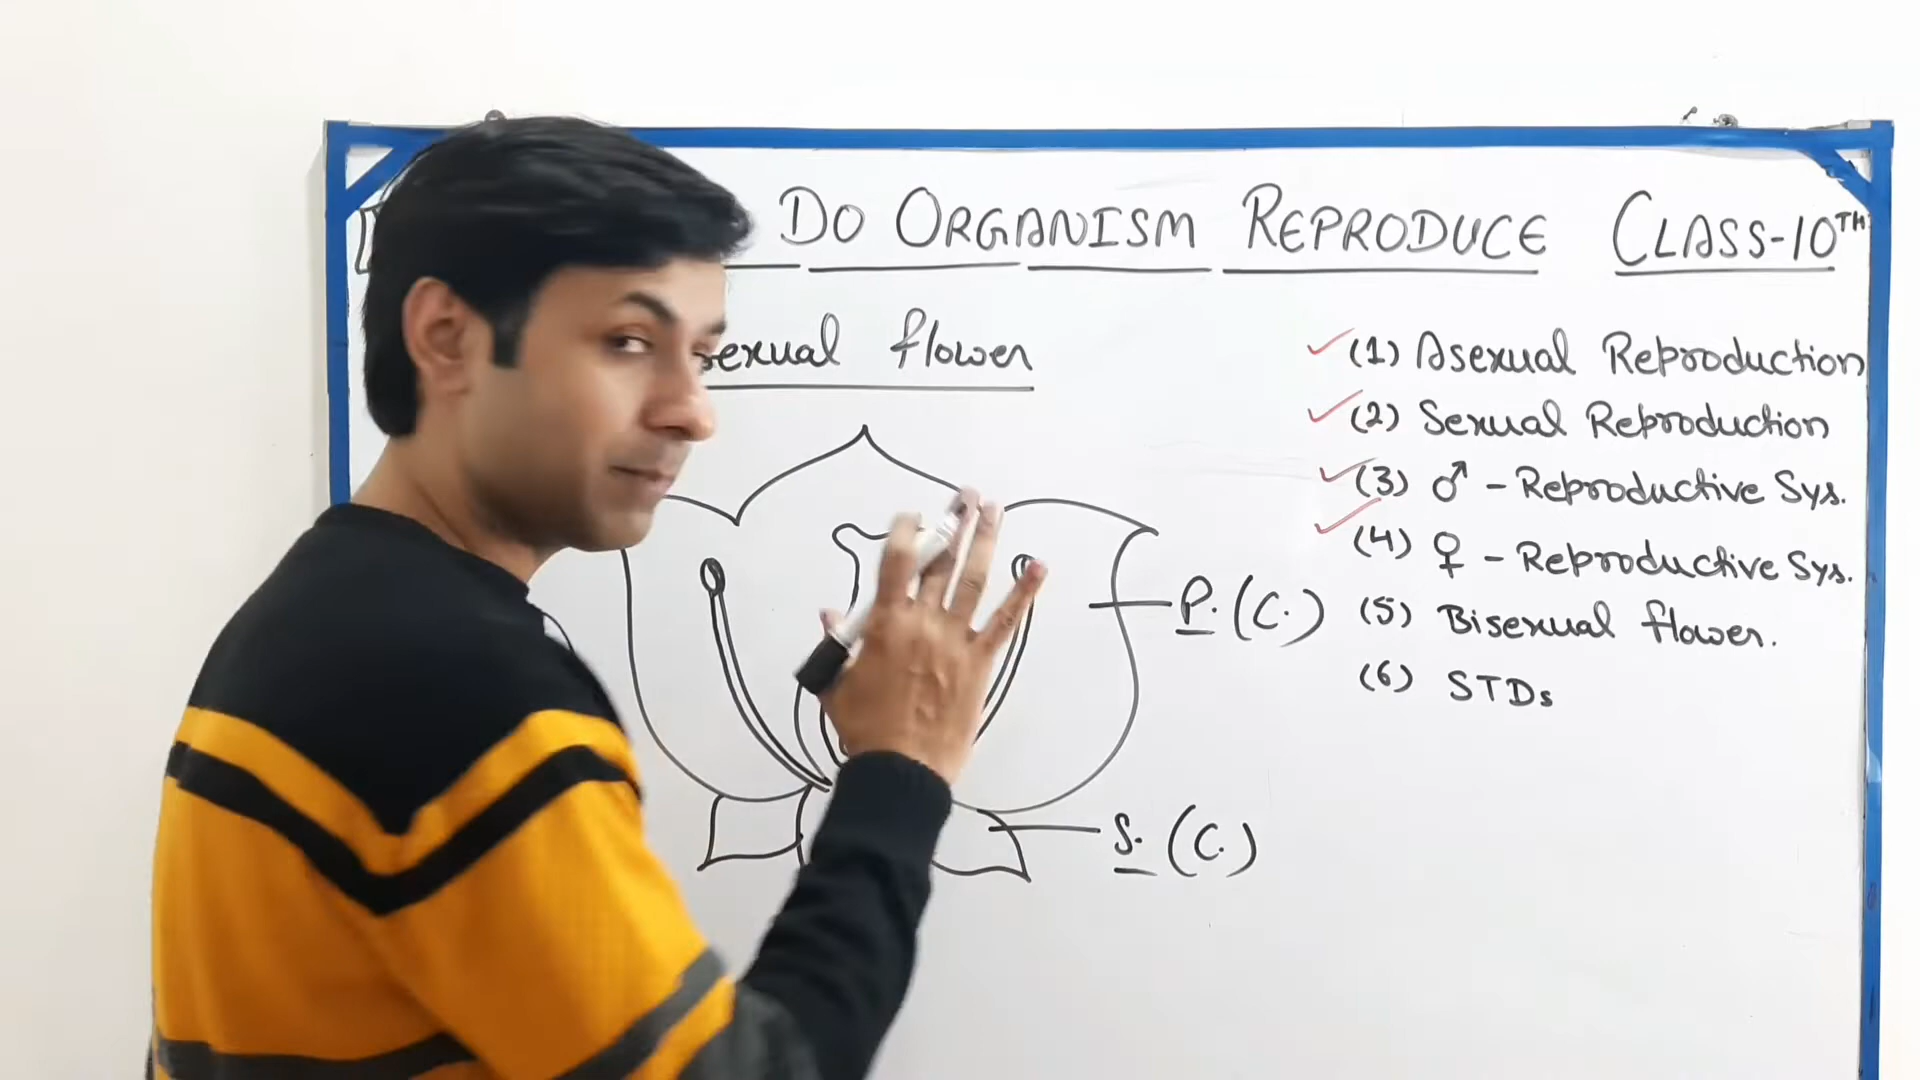 DO ORGANISM REPRODUCE CLASS-10TH
sexual flower
(1) Asexual Reproduction
(2) Sexual Reproduction
(3) ♂ - Reproductive Sys.
(4) ♀ - Reproductive Sys.
P. (C.)
(5) Bisexual flower.
(6) STDs
S. (C.)